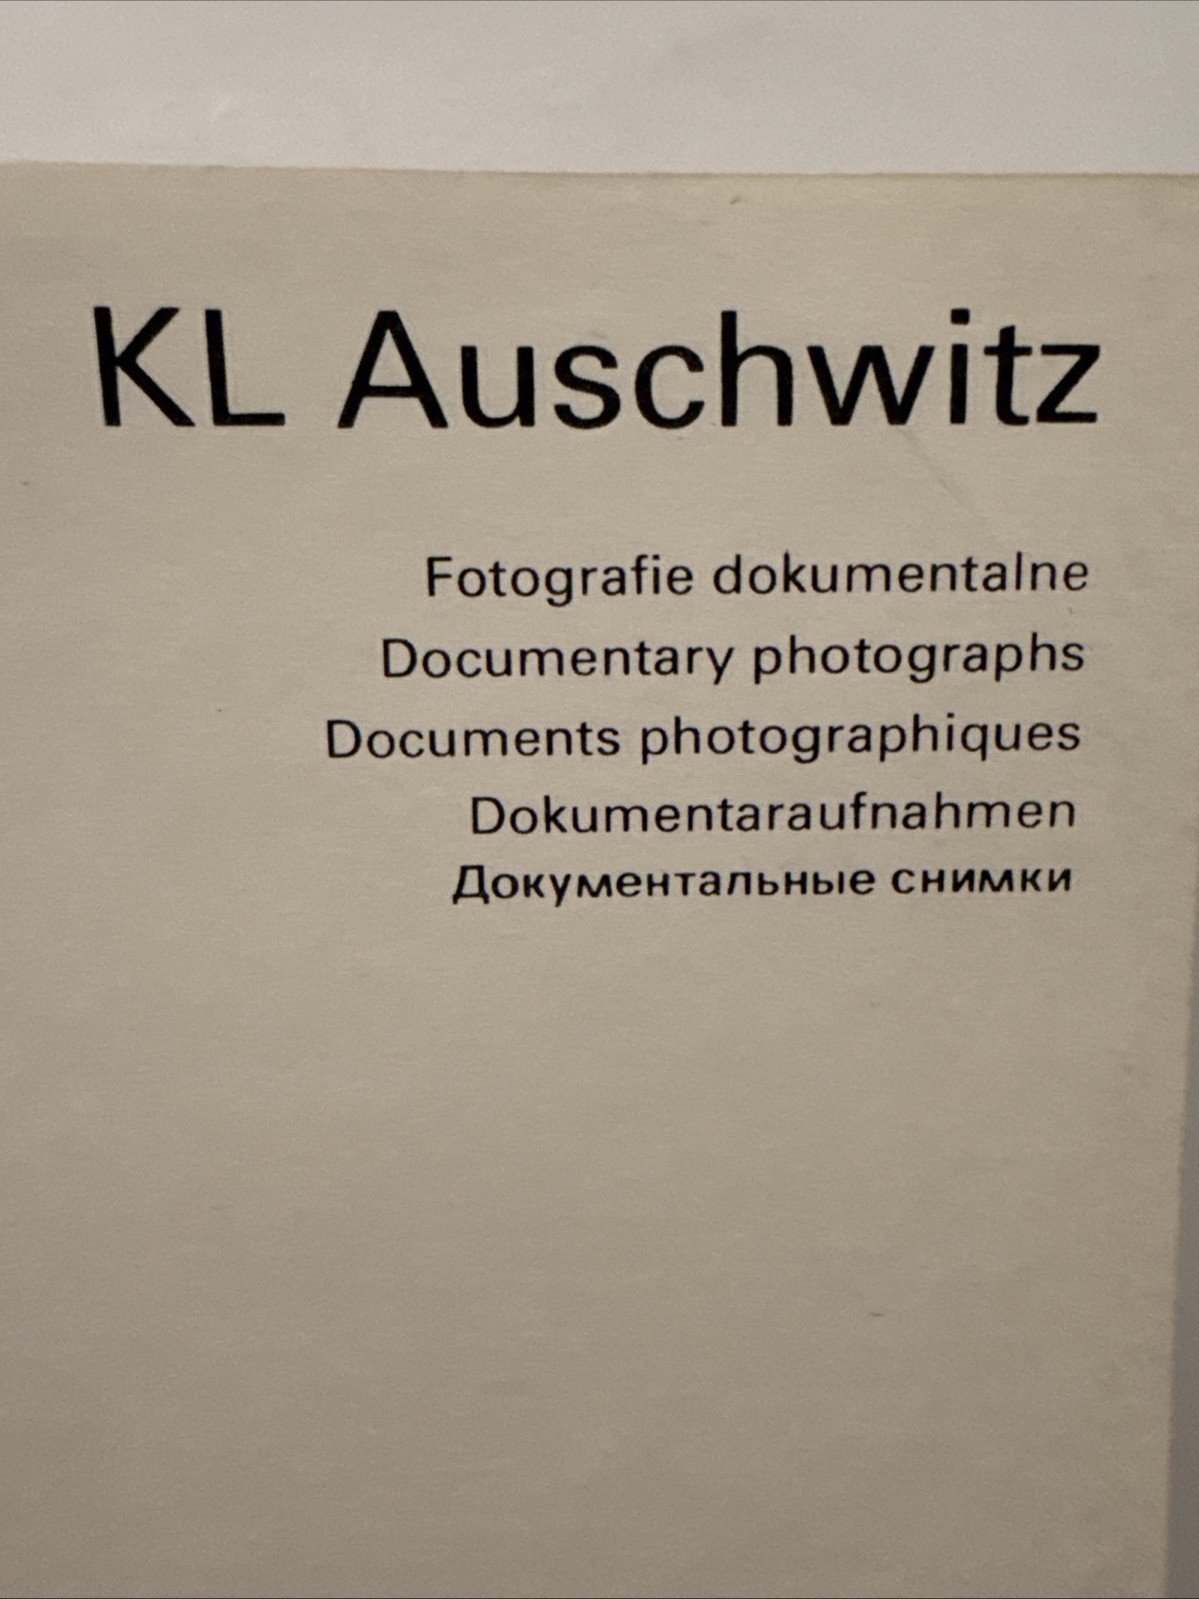 KL Auschwitz
Fotografie dokumentalne
Documentary photographs
Documents photographiques
Dokumentaraufnahmen
Документальные снимки